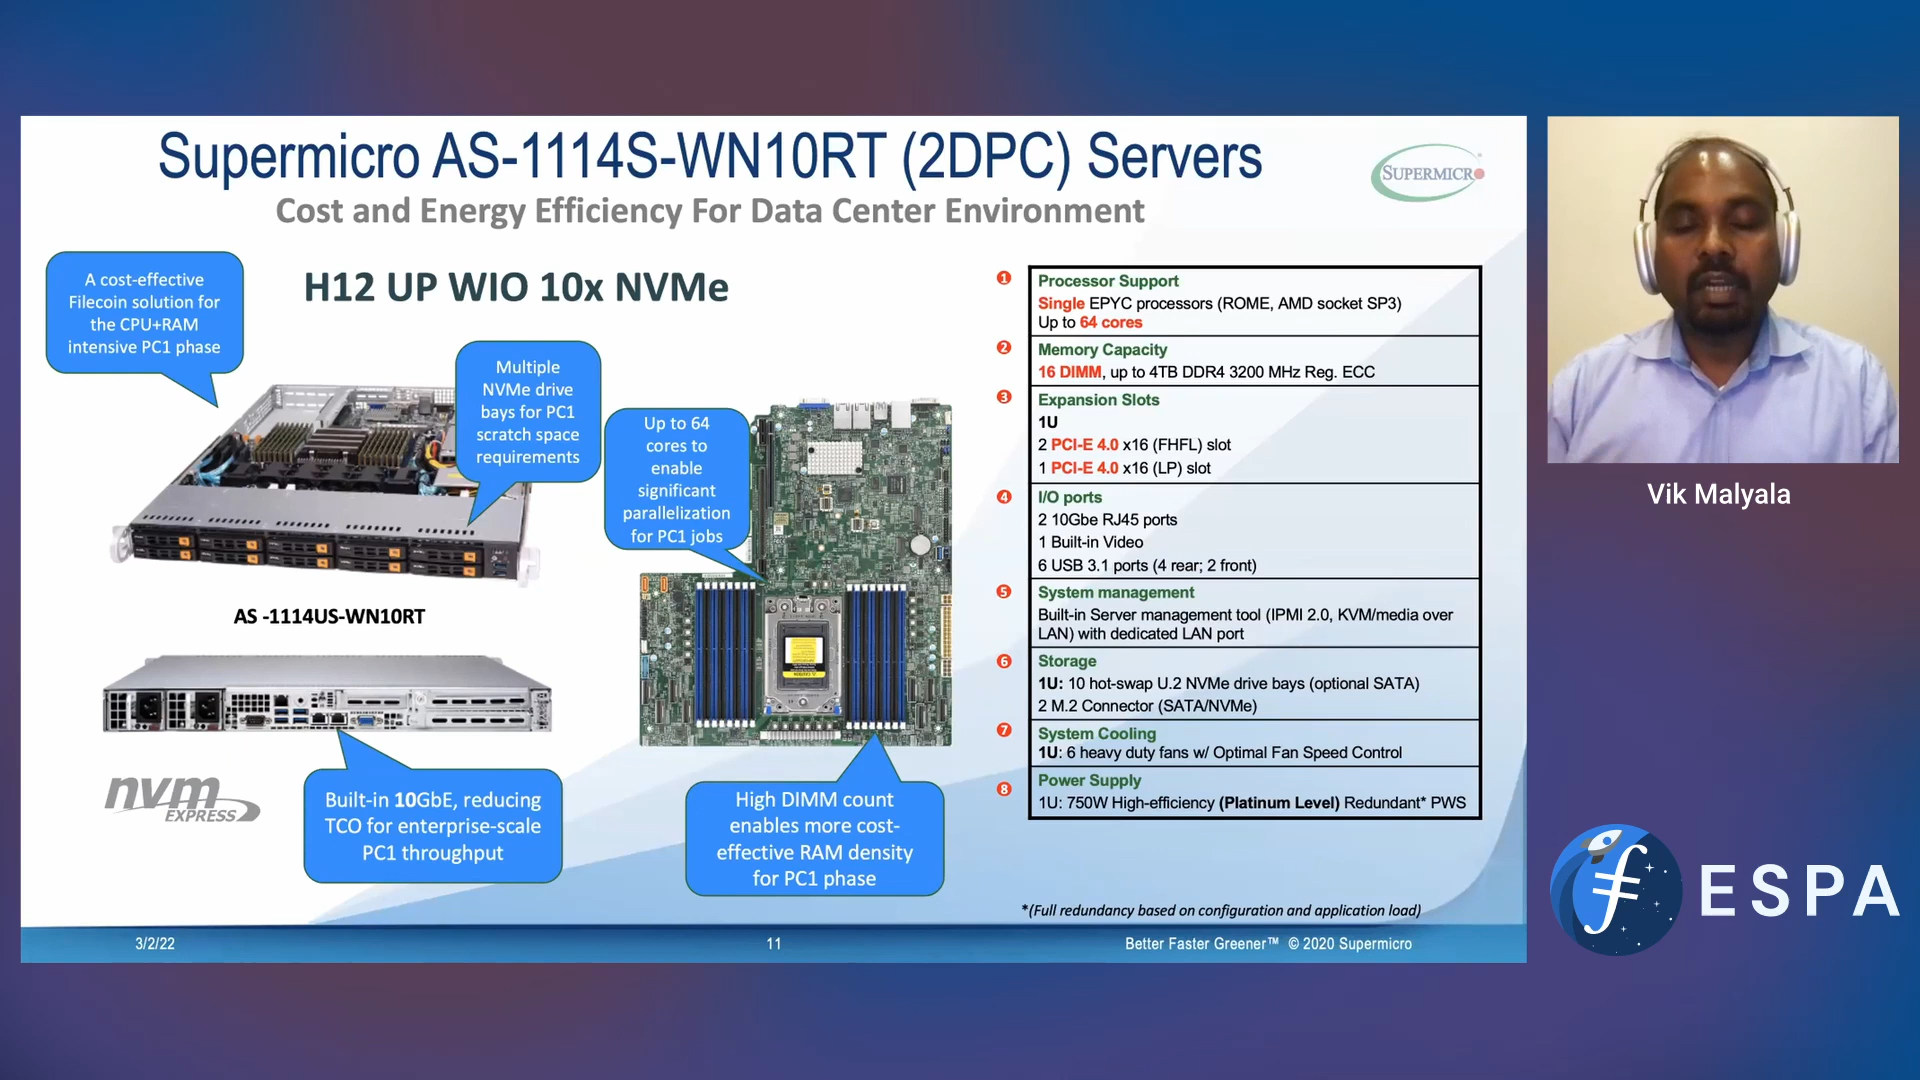 Supermicro AS-1114S-WN10RT (2DPC) Servers
Cost and Energy Efficiency For Data Center Environment
SUPERMICRO
H12 UP WIO 10x NVMe
A cost-effective
Filecoin solution for
the CPU+RAM
intensive PC1 phase
Multiple
NVMe drive
bays for PC1
scratch space
requirements
Up to 64
cores to
enable
significant
parallelization
for PC1 jobs
AS -1114US-WN10RT
nvm
EXPRESS
Built-in 10GbE, reducing
TCO for enterprise-scale
PC1 throughput
High DIMM count
enables more cost-
effective RAM density
for PC1 phase
1 Processor Support
Single EPYC processors (ROME, AMD socket SP3)
Up to 64 cores
2 Memory Capacity
16 DIMM, up to 4TB DDR4 3200 MHz Reg. ECC
3 Expansion Slots
1U
2 PCI-E 4.0 x16 (FHFL) slot
1 PCI-E 4.0 x16 (LP) slot
4 I/O ports
2 10Gbe RJ45 ports
1 Built-in Video
6 USB 3.1 ports (4 rear; 2 front)
5 System management
Built-in Server management tool (IPMI 2.0, KVM/media over
LAN) with dedicated LAN port
6 Storage
1U: 10 hot-swap U.2 NVMe drive bays (optional SATA)
2 M.2 Connector (SATA/NVMe)
7 System Cooling
1U: 6 heavy duty fans w/ Optimal Fan Speed Control
8 Power Supply
1U: 750W High-efficiency (Platinum Level) Redundant* PWS
*(Full redundancy based on configuration and application load)
3/2/22
11
Better Faster Greener™ © 2020 Supermicro
Vik Malyala
ESPA